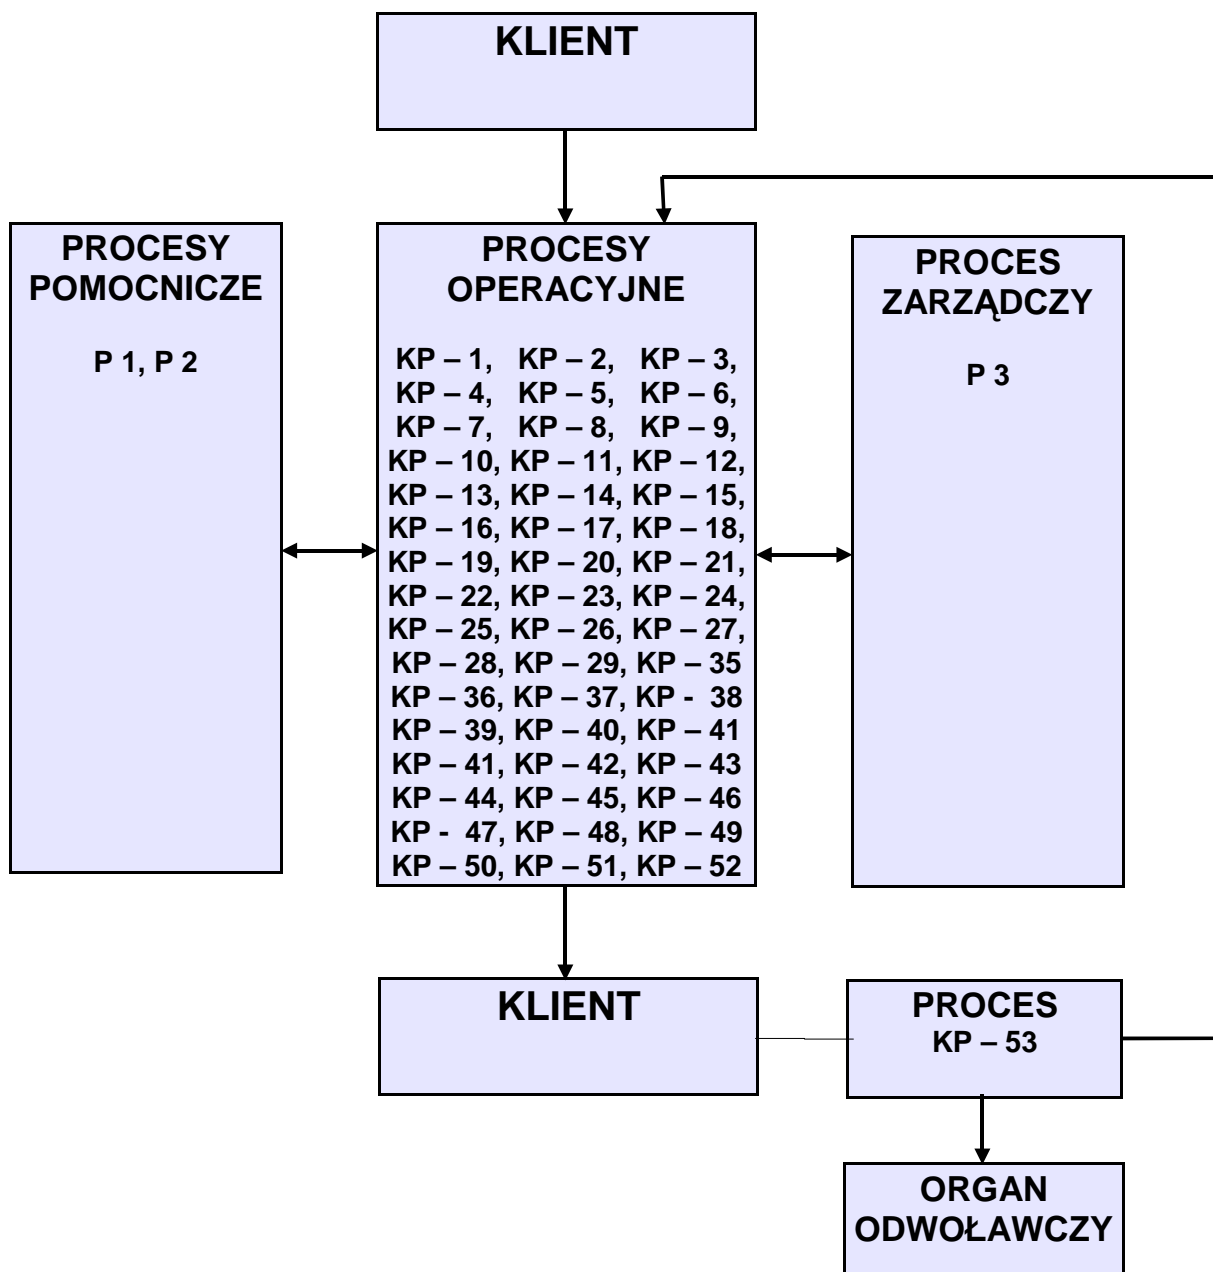 KLIENT
PROCESY
POMOCNICZE
P 1, P 2
PROCESY
OPERACYJNE
KP – 1, KP – 2, KP – 3,
KP – 4, KP – 5, KP – 6,
KP – 7, KP – 8, KP – 9,
KP – 10, KP – 11, KP – 12,
KP – 13, KP – 14, KP – 15,
KP – 16, KP – 17, KP – 18,
KP – 19, KP – 20, KP – 21,
KP – 22, KP – 23, KP – 24,
KP – 25, KP – 26, KP – 27,
KP – 28, KP – 29, KP – 35
KP – 36, KP – 37, KP - 38
KP – 39, KP – 40, KP – 41
KP – 41, KP – 42, KP – 43
KP – 44, KP – 45, KP – 46
KP - 47, KP – 48, KP – 49
KP – 50, KP – 51, KP – 52
PROCES
ZARZĄDCZY
P 3
KLIENT
PROCES
KP – 53
ORGAN
ODWOŁAWCZY